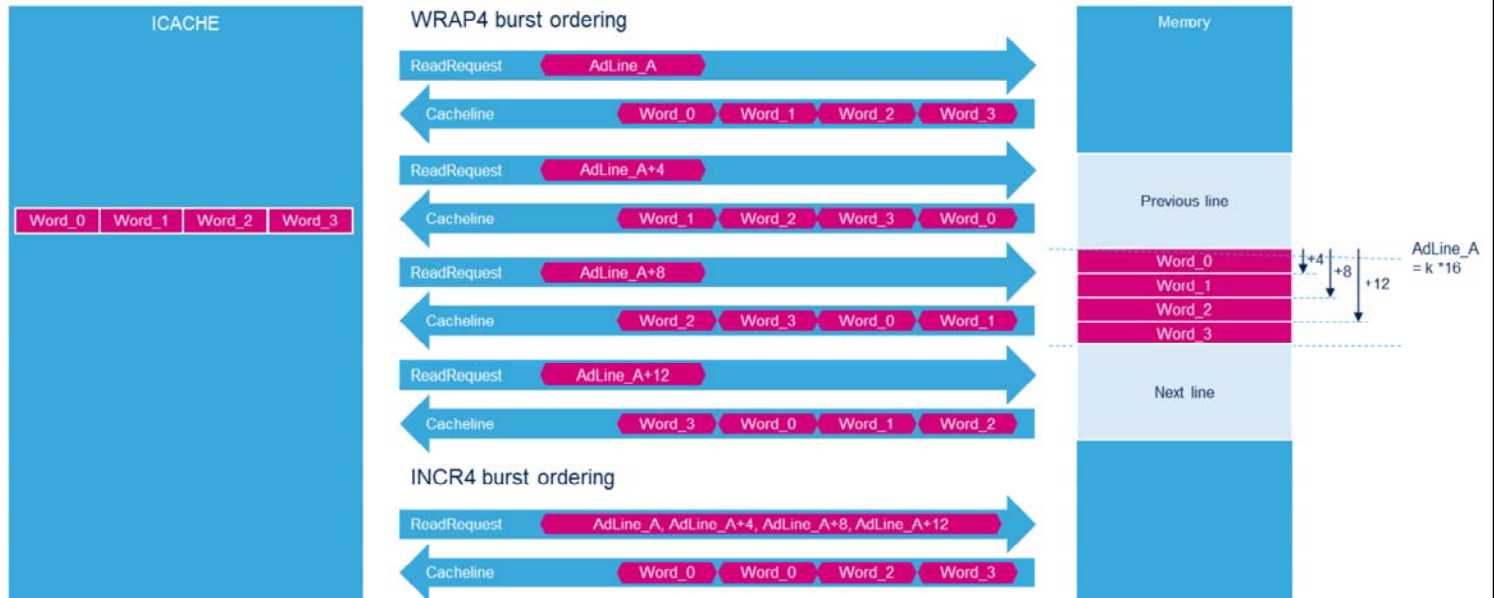 ICACHE
Word_0 Word_1 Word_2 Word_3
WRAP4 burst ordering
ReadRequest AdLine_A
Cacheline Word_0 Word_1 Word_2 Word_3
ReadRequest AdLine_A+4
Cacheline Word_1 Word_2 Word_3 Word_0
ReadRequest AdLine_A+8
Cacheline Word_2 Word_3 Word_0 Word_1
ReadRequest AdLine_A+12
Cacheline Word_3 Word_0 Word_1 Word_2
INCR4 burst ordering
ReadRequest AdLine_A, AdLine_A+4, AdLine_A+8, AdLine_A+12
Cacheline Word_0 Word_0 Word_2 Word_3
Memory
Previous line
Word_0
Word_1
Word_2
Word_3
Next line
+4
+8
+12
AdLine_A
= k *16